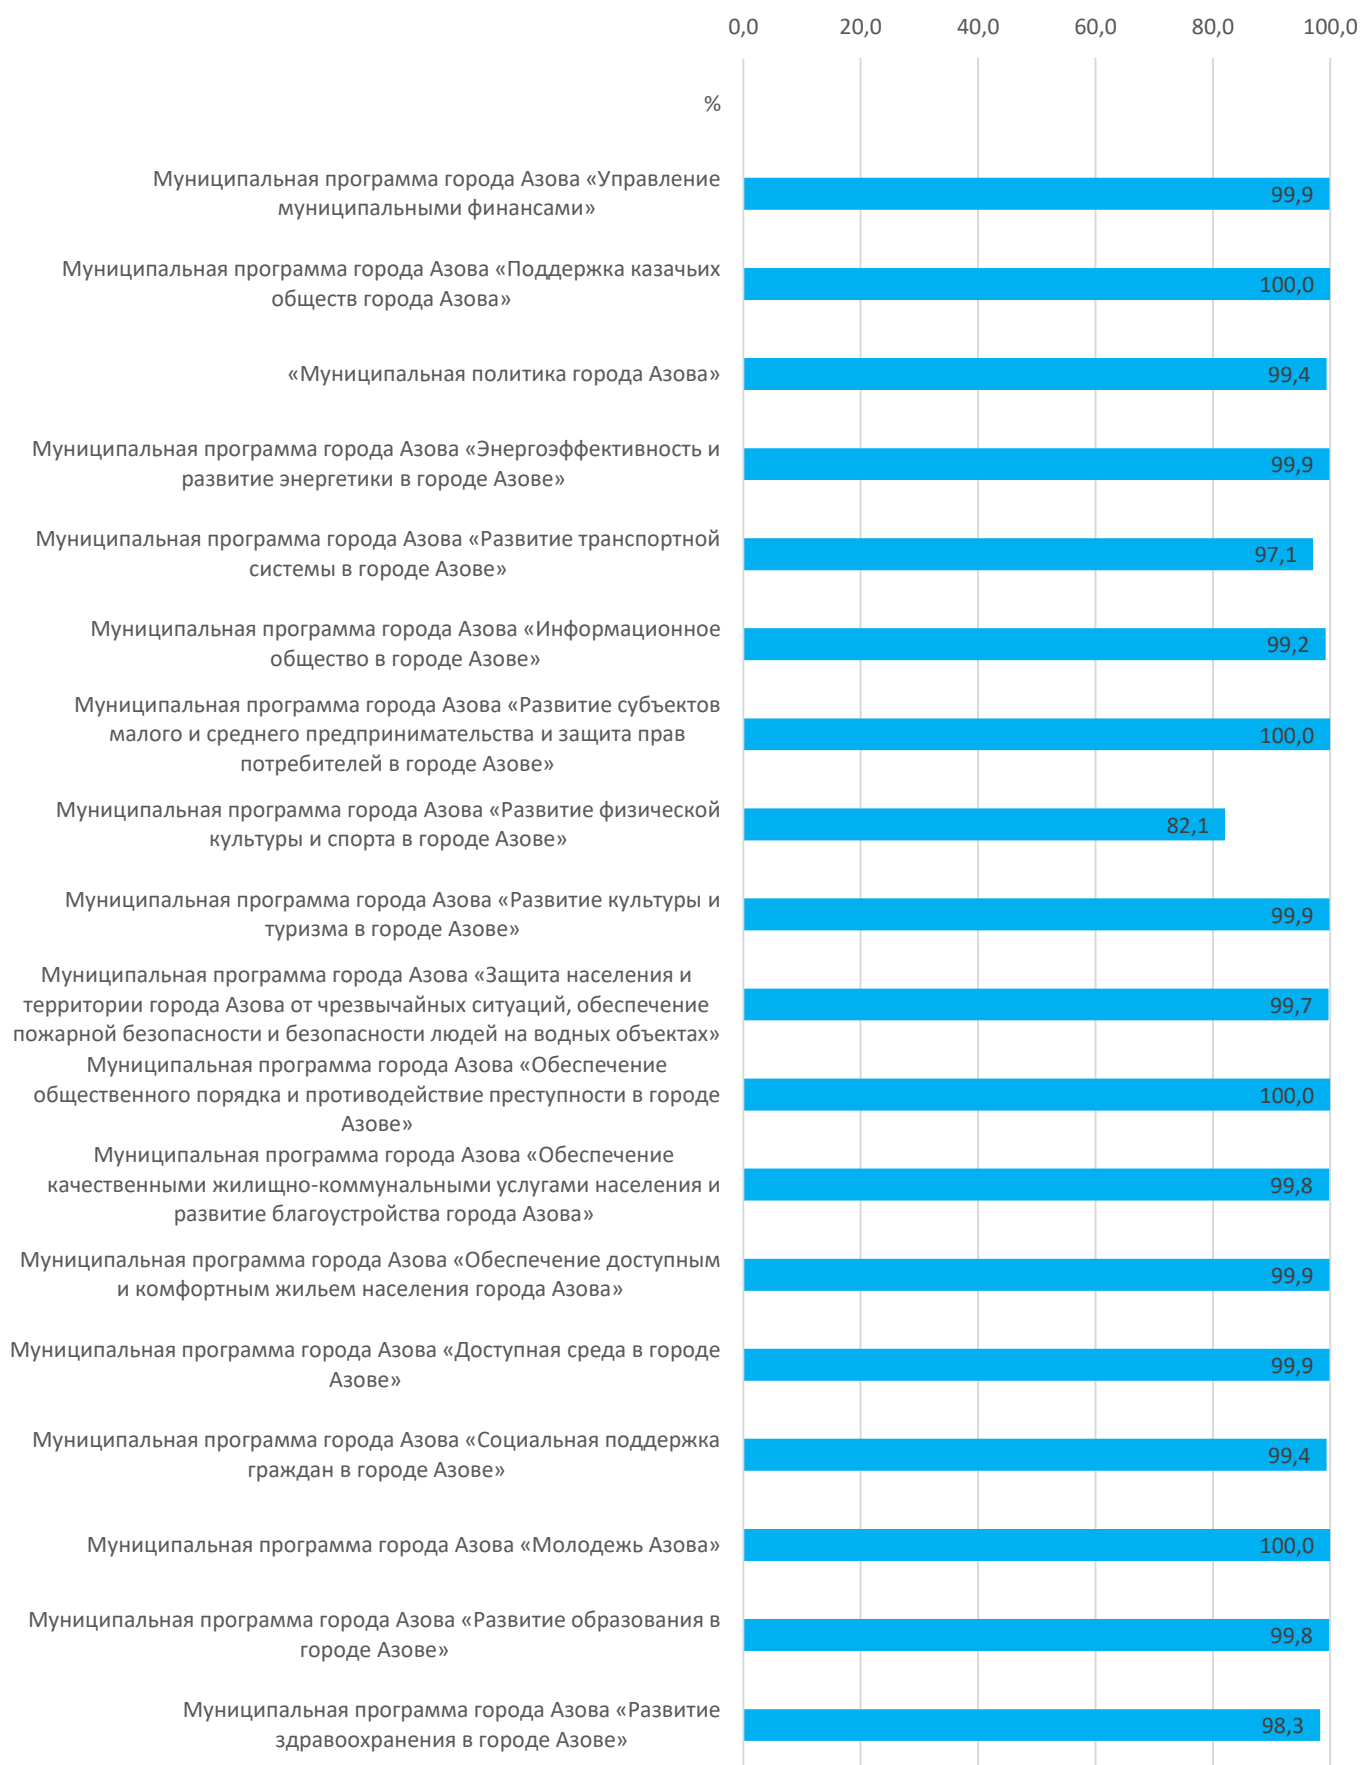 0,0 20,0 40,0 60,0 80,0 100,0
%
Муниципальная программа города Азова «Управление
муниципальными финансами»
99,9
Муниципальная программа города Азова «Поддержка казачьих
обществ города Азова»
100,0
«Муниципальная политика города Азова»
99,4
Муниципальная программа города Азова «Энергоэффективность и
развитие энергетики в городе Азове»
99,9
Муниципальная программа города Азова «Развитие транспортной
системы в городе Азове»
97,1
Муниципальная программа города Азова «Информационное
общество в городе Азове»
99,2
Муниципальная программа города Азова «Развитие субъектов
малого и среднего предпринимательства и защита прав
потребителей в городе Азове»
100,0
Муниципальная программа города Азова «Развитие физической
культуры и спорта в городе Азове»
82,1
Муниципальная программа города Азова «Развитие культуры и
туризма в городе Азове»
99,9
Муниципальная программа города Азова «Защита населения и
территории города Азова от чрезвычайных ситуаций, обеспечение
пожарной безопасности и безопасности людей на водных объектах»
99,7
Муниципальная программа города Азова «Обеспечение
общественного порядка и противодействие преступности в городе
Азове»
100,0
Муниципальная программа города Азова «Обеспечение
качественными жилищно-коммунальными услугами населения и
развитие благоустройства города Азова»
99,8
Муниципальная программа города Азова «Обеспечение доступным
и комфортным жильем населения города Азова»
99,9
Муниципальная программа города Азова «Доступная среда в городе
Азове»
99,9
Муниципальная программа города Азова «Социальная поддержка
граждан в городе Азове»
99,4
Муниципальная программа города Азова «Молодежь Азова»
100,0
Муниципальная программа города Азова «Развитие образования в
городе Азове»
99,8
Муниципальная программа города Азова «Развитие
здравоохранения в городе Азове»
98,3